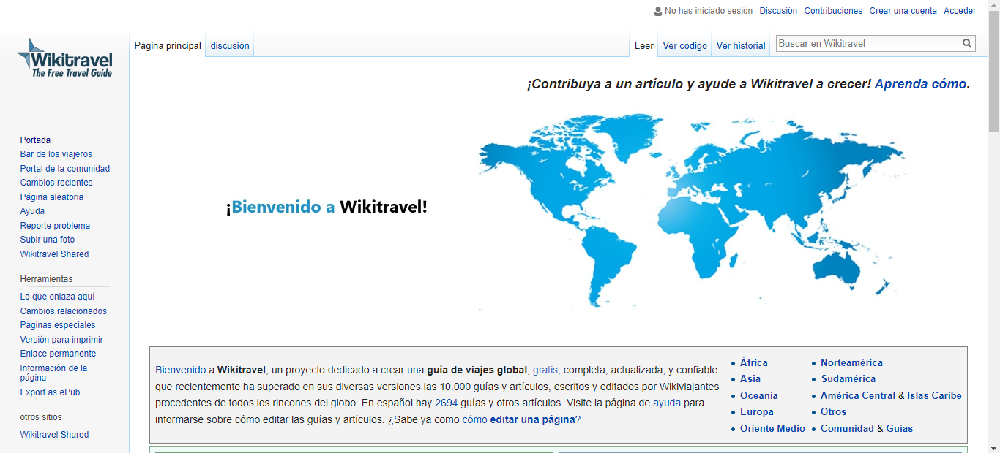 No has iniciado sesión Discusión Contribuciones Crear una cuenta Acceder
Wikitravel
The Free Travel Guide
Página principal discusión Leer Ver código Ver historial Buscar en Wikitravel
¡Contribuya a un artículo y ayude a Wikitravel a crecer! Aprenda cómo.
¡Bienvenido a Wikitravel!
Portada
Bar de los viajeros
Portal de la comunidad
Cambios recientes
Página aleatoria
Ayuda
Reporte problema
Subir una foto
Wikitravel Shared
Herramientas
Lo que enlaza aquí
Cambios relacionados
Páginas especiales
Versión para imprimir
Enlace permanente
Información de la
página
Export as ePub
otros sitios
Wikitravel Shared
Bienvenido a Wikitravel, un proyecto dedicado a crear una guía de viajes global, gratis, completa, actualizada, y confiable
que recientemente ha superado en sus diversas versiones las 10.000 guías y artículos, escritos y editados por Wikiviajantes
procedentes de todos los rincones del globo. En español hay 2694 guías y otros artículos. Visite la página de ayuda para
informarse sobre cómo editar las guías y artículos. ¿Sabe ya como cómo editar una página?
África
Asia
Oceanía
Europa
Oriente Medio
Norteamérica
Sudamérica
América Central & Islas Caribe
Otros
Comunidad & Guías